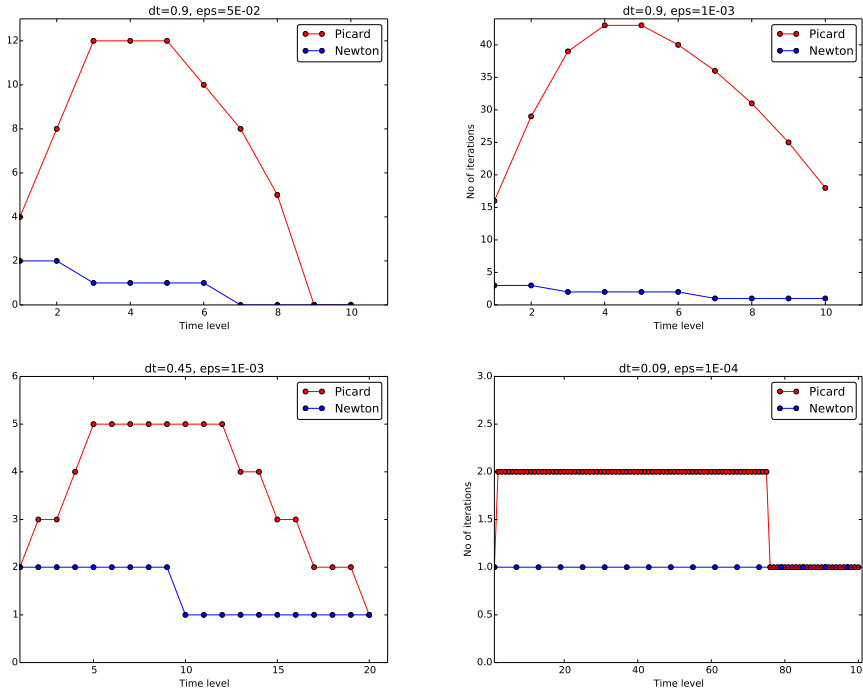 dt=0.9, eps=5E-02
Picard
Newton
12
10
8
6
4
2
0
2 4 6 8 10
Time level
dt=0.9, eps=1E-03
Picard
Newton
No of iterations
40
35
30
25
20
15
10
5
0
2 4 6 8 10
Time level
dt=0.45, eps=1E-03
Picard
Newton
6
5
4
3
2
1
0
5 10 15 20
Time level
dt=0.09, eps=1E-04
Picard
Newton
No of iterations
3.0
2.5
2.0
1.5
1.0
0.5
0.0
20 40 60 80 10
Time level